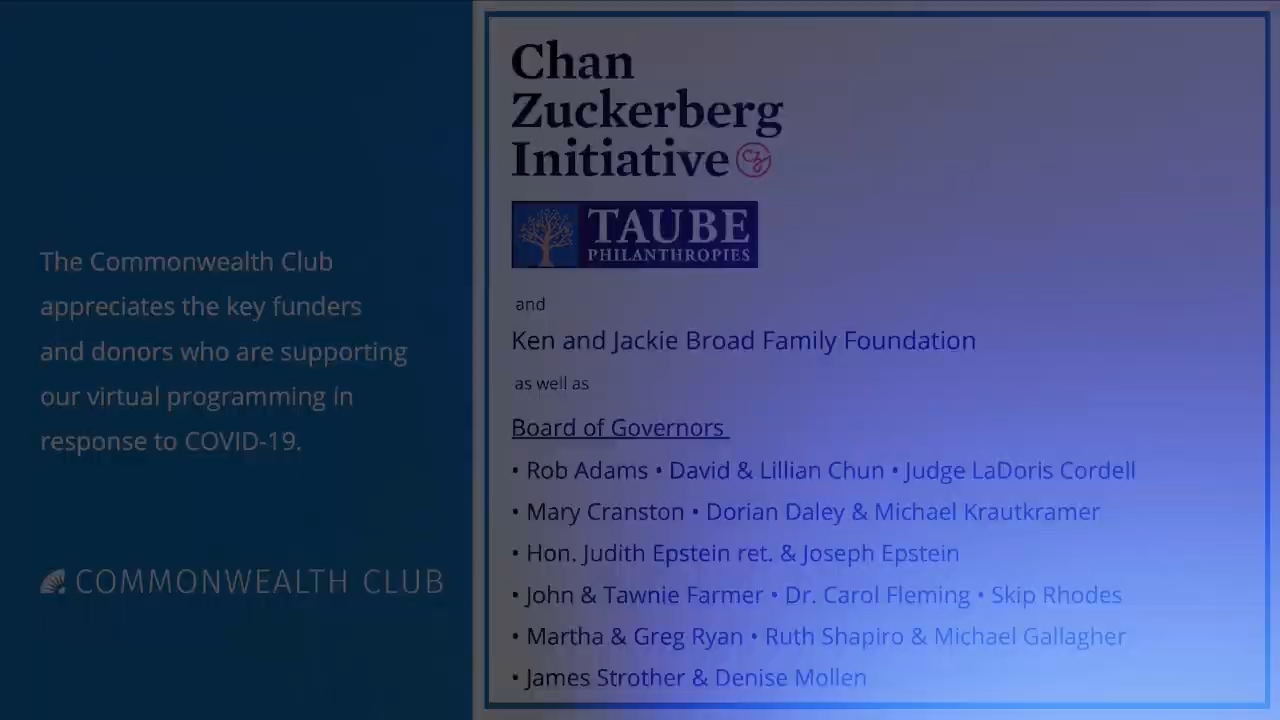 The Commonwealth Club
appreciates the key funders
and donors who are supporting
our virtual programming in
response to COVID-19.
COMMONWEALTH CLUB
Chan
Zuckerberg
Initiative
cz
TAUBE
PHILANTHROPIES
and
Ken and Jackie Broad Family Foundation
as well as
Board of Governors
• Rob Adams • David & Lillian Chun • Judge LaDoris Cordell
• Mary Cranston • Dorian Daley & Michael Krautkramer
• Hon. Judith Epstein ret. & Joseph Epstein
• John & Tawnie Farmer • Dr. Carol Fleming • Skip Rhodes
• Martha & Greg Ryan • Ruth Shapiro & Michael Gallagher
• James Strother & Denise Mollen